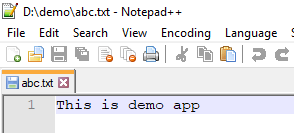 D:\demo\abc.txt - Notepad++
File Edit Search View Encoding Language
abc.txt
1 This is demo app